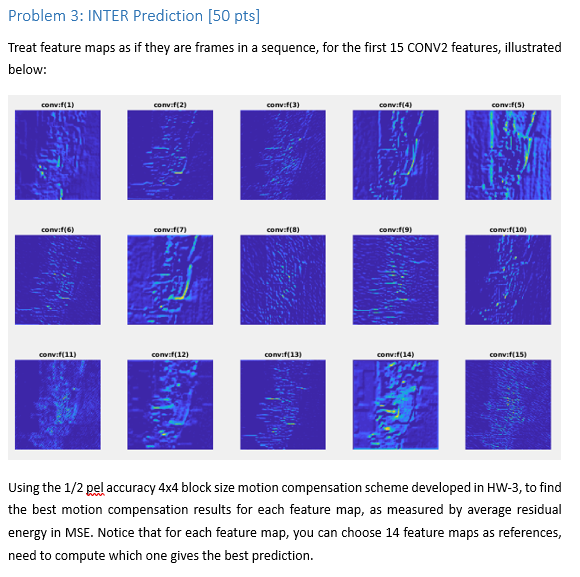 Problem 3: INTER Prediction [50 pts]
Treat feature maps as if they are frames in a sequence, for the first 15 CONV2 features, illustrated
below:
conv:f(1) conv:f(2) conv:f(3) conv:f(4) conv:f(5)
conv:f(6) conv:f(7) conv:f(8) conv:f(9) conv:f(10)
conv:f(11) conv:f(12) conv:f(13) conv:f(14) conv:f(15)
Using the 1/2 pel accuracy 4x4 block size motion compensation scheme developed in HW-3, to find
the best motion compensation results for each feature map, as measured by average residual
energy in MSE. Notice that for each feature map, you can choose 14 feature maps as references,
need to compute which one gives the best prediction.